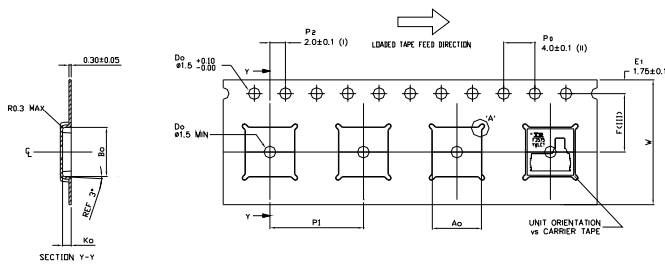 P2
2.0±0.1 (I)
LOADED TAPE FEED DIRECTION
P0
4.0±0.1 (II)
E1
1.75±0.1
0.30±0.05
Do +0.10
ø1.5 -0.00
Y
R0.3 MAX
'A'
Do
ø1.5 MIN
F(III)
W
Bo
℄
REF 3°
Y
P1
Ao
UNIT ORIENTATION
vs CARRIER TAPE
Ko
SECTION Y-Y